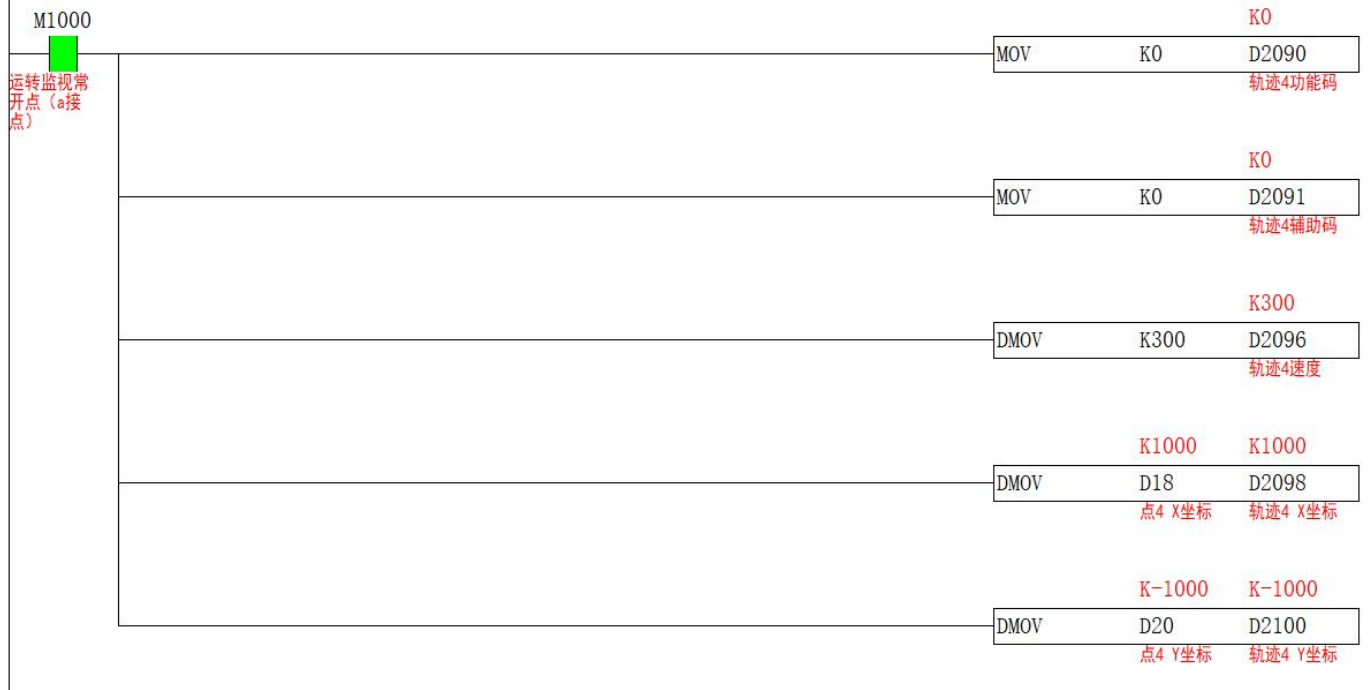 M1000
运转监视常
开点（a接
点）
K0
MOV K0 D2090
轨迹4功能码
K0
MOV K0 D2091
轨迹4辅助码
K300
DMOV K300 D2096
轨迹4速度
K1000 K1000
DMOV D18 D2098
点4 X坐标 轨迹4 X坐标
K-1000 K-1000
DMOV D20 D2100
点4 Y坐标 轨迹4 Y坐标